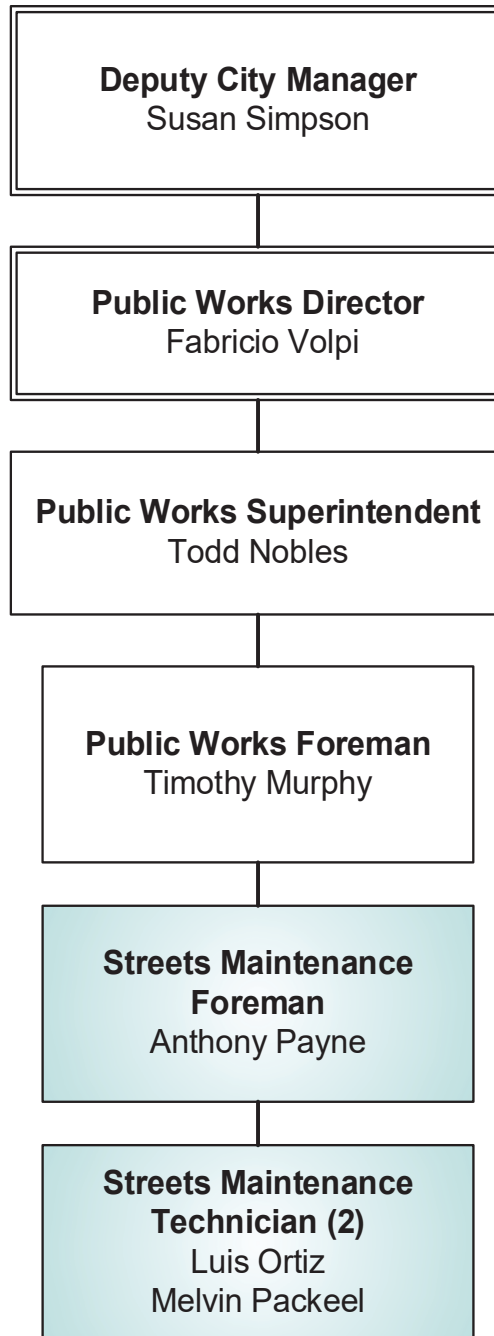 Deputy City Manager
Susan Simpson
Public Works Director
Fabricio Volpi
Public Works Superintendent
Todd Nobles
Public Works Foreman
Timothy Murphy
Streets Maintenance
Foreman
Anthony Payne
Streets Maintenance
Technician (2)
Luis Ortiz
Melvin Packeel